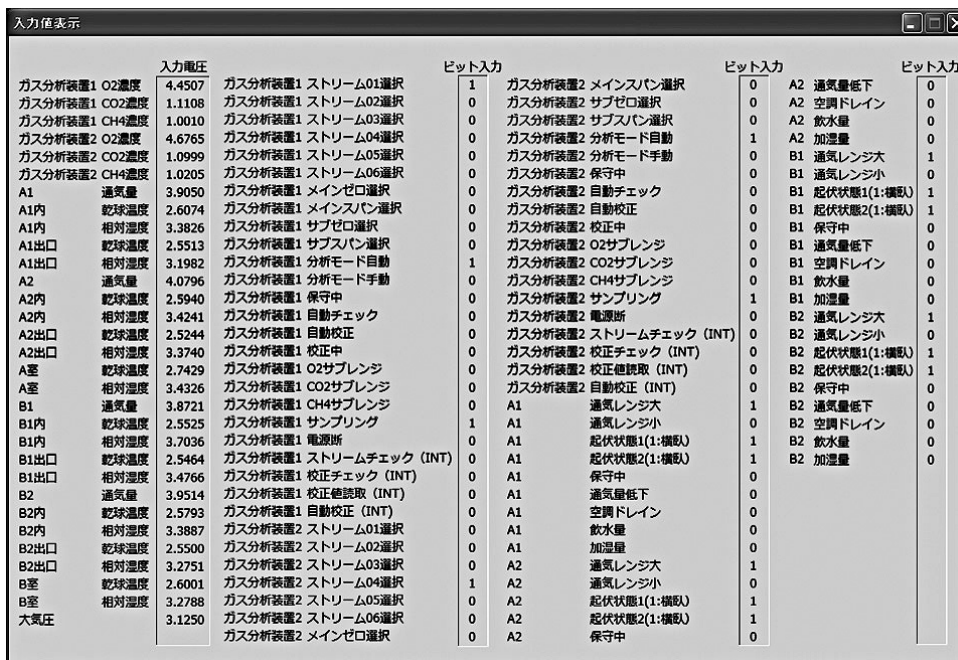 入力値表示
入力電圧
ガス分析装置1 O2濃度 4.4507
ガス分析装置1 CO2濃度 1.1108
ガス分析装置1 CH4濃度 1.0010
ガス分析装置2 O2濃度 4.6765
ガス分析装置2 CO2濃度 1.0999
ガス分析装置2 CH4濃度 1.0205
A1 通気量 3.9050
A1内 乾球温度 2.6074
A1内 相対湿度 3.3826
A1出口 乾球温度 2.5513
A1出口 相対湿度 3.1982
A2 通気量 4.0796
A2内 乾球温度 2.5940
A2内 相対湿度 3.4241
A2出口 乾球温度 2.5244
A2出口 相対湿度 3.3740
A室 乾球温度 2.7429
A室 相対湿度 3.4326
B1 通気量 3.8721
B1内 乾球温度 2.5525
B1内 相対湿度 3.7036
B1出口 乾球温度 2.5464
B1出口 相対湿度 3.4766
B2 通気量 3.9514
B2内 乾球温度 2.5793
B2内 相対湿度 3.3887
B2出口 乾球温度 2.5500
B2出口 相対湿度 3.2751
B室 乾球温度 2.6001
B室 相対湿度 3.2788
大気圧 3.1250
ビット入力
ガス分析装置1 ストリーム01選択 1
ガス分析装置1 ストリーム02選択 0
ガス分析装置1 ストリーム03選択 0
ガス分析装置1 ストリーム04選択 0
ガス分析装置1 ストリーム05選択 0
ガス分析装置1 ストリーム06選択 0
ガス分析装置1 メインゼロ選択 0
ガス分析装置1 メインスパン選択 0
ガス分析装置1 サブゼロ選択 0
ガス分析装置1 サブスパン選択 0
ガス分析装置1 分析モード自動 1
ガス分析装置1 分析モード手動 0
ガス分析装置1 保守中 0
ガス分析装置1 自動チェック 0
ガス分析装置1 自動校正 0
ガス分析装置1 校正中 0
ガス分析装置1 O2サブレンジ 0
ガス分析装置1 CO2サブレンジ 0
ガス分析装置1 CH4サブレンジ 0
ガス分析装置1 サンプリング 1
ガス分析装置1 電源断 0
ガス分析装置1 ストリームチェック (INT) 0
ガス分析装置1 校正チェック (INT) 0
ガス分析装置1 校正値読取 (INT) 0
ガス分析装置1 自動校正 (INT) 0
ガス分析装置2 ストリーム01選択 0
ガス分析装置2 ストリーム02選択 0
ガス分析装置2 ストリーム03選択 0
ガス分析装置2 ストリーム04選択 1
ガス分析装置2 ストリーム05選択 0
ガス分析装置2 ストリーム06選択 0
ガス分析装置2 メインゼロ選択 0
ビット入力
ガス分析装置2 メインスパン選択 0
ガス分析装置2 サブゼロ選択 0
ガス分析装置2 サブスパン選択 0
ガス分析装置2 分析モード自動 1
ガス分析装置2 分析モード手動 0
ガス分析装置2 保守中 0
ガス分析装置2 自動チェック 0
ガス分析装置2 自動校正 0
ガス分析装置2 校正中 0
ガス分析装置2 O2サブレンジ 0
ガス分析装置2 CO2サブレンジ 0
ガス分析装置2 CH4サブレンジ 0
ガス分析装置2 サンプリング 1
ガス分析装置2 電源断 0
ガス分析装置2 ストリームチェック (INT) 0
ガス分析装置2 校正チェック (INT) 0
ガス分析装置2 校正値読取 (INT) 0
ガス分析装置2 自動校正 (INT) 0
A1 通気レンジ大 1
A1 通気レンジ小 0
A1 起伏状態1(1:横臥) 1
A1 起伏状態2(1:横臥) 1
A1 保守中 0
A1 通気量低下 0
A1 空調ドレイン 0
A1 飲水量 0
A1 加湿量 0
A2 通気レンジ大 1
A2 通気レンジ小 0
A2 起伏状態1(1:横臥) 1
A2 起伏状態2(1:横臥) 1
A2 保守中 0
ビット入力
A2 通気量低下 0
A2 空調ドレイン 0
A2 飲水量 0
A2 加湿量 0
B1 通気レンジ大 1
B1 通気レンジ小 0
B1 起伏状態1(1:横臥) 1
B1 起伏状態2(1:横臥) 1
B1 保守中 0
B1 通気量低下 0
B1 空調ドレイン 0
B1 飲水量 0
B1 加湿量 0
B2 通気レンジ大 1
B2 通気レンジ小 0
B2 起伏状態1(1:横臥) 1
B2 起伏状態2(1:横臥) 1
B2 保守中 0
B2 通気量低下 0
B2 空調ドレイン 0
B2 飲水量 0
B2 加湿量 0